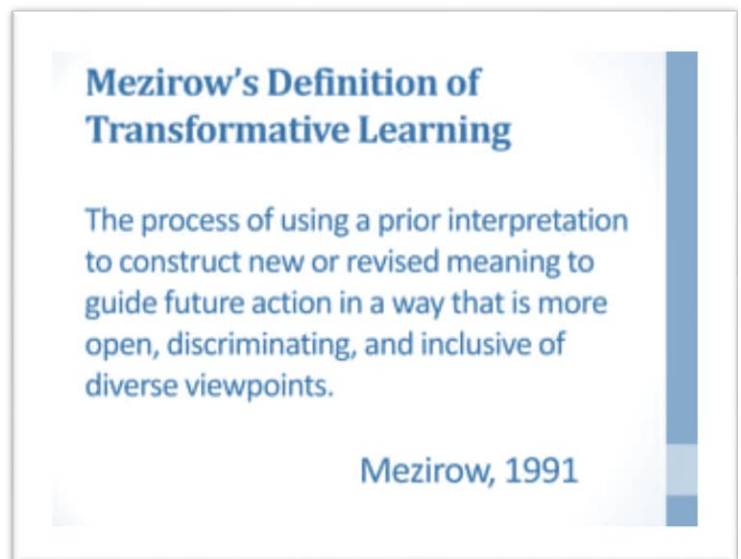 Mezirow’s Definition of
Transformative Learning
The process of using a prior interpretation
to construct new or revised meaning to
guide future action in a way that is more
open, discriminating, and inclusive of
diverse viewpoints.
Mezirow, 1991